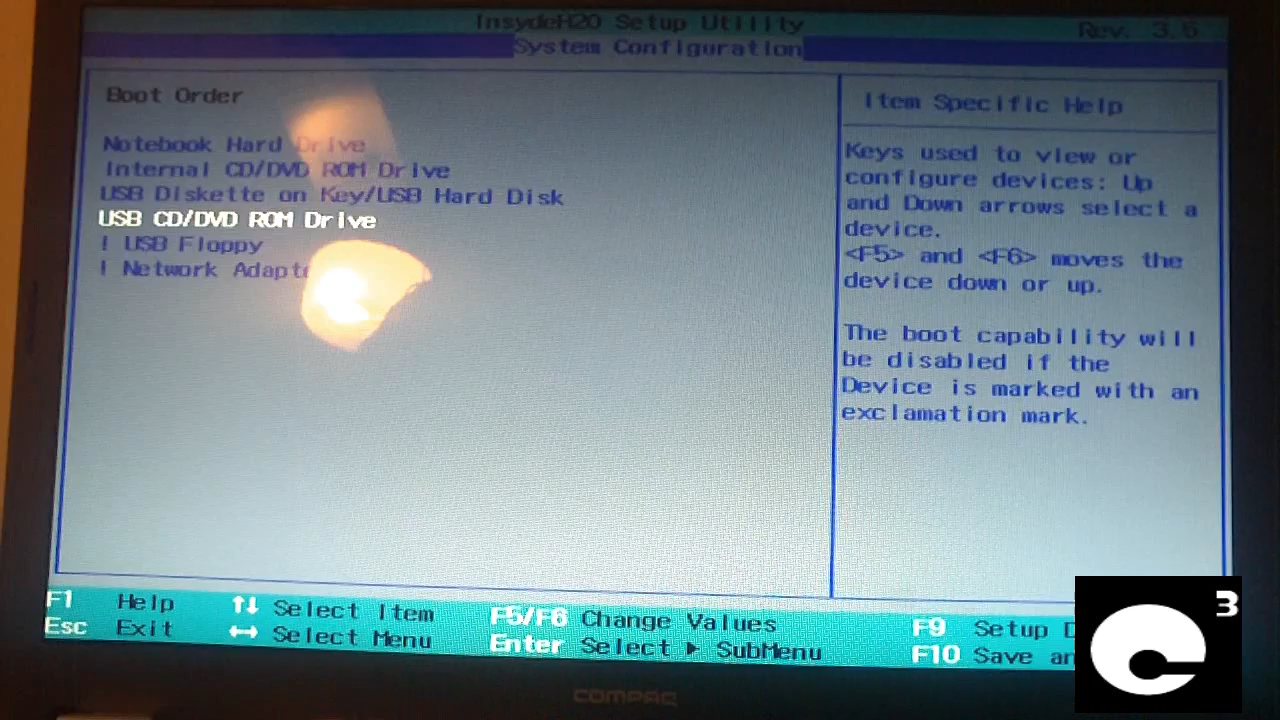 InsydeH20 Setup Utility
Rev. 3.5
System Configuration
Boot Order
Notebook Hard Drive
Internal CD/DVD ROM Drive
USB Diskette on Key/USB Hard Disk
USB CD/DVD ROM Drive
! USB Floppy
! Network
Item Specific Help
Keys used to view or
configure devices: Up
and Down arrows select a
device.
<F5> and <F6> moves the
device down or up.
The boot capability will
be disabled if the
Device is marked with an
exclamation mark.
F1 Help ↑↓ Select Item F5/F6 Change Values F9 Setup
Esc Exit ↔ Select Menu Enter Select ▶ SubMenu F10 Save
COMPAQ
3